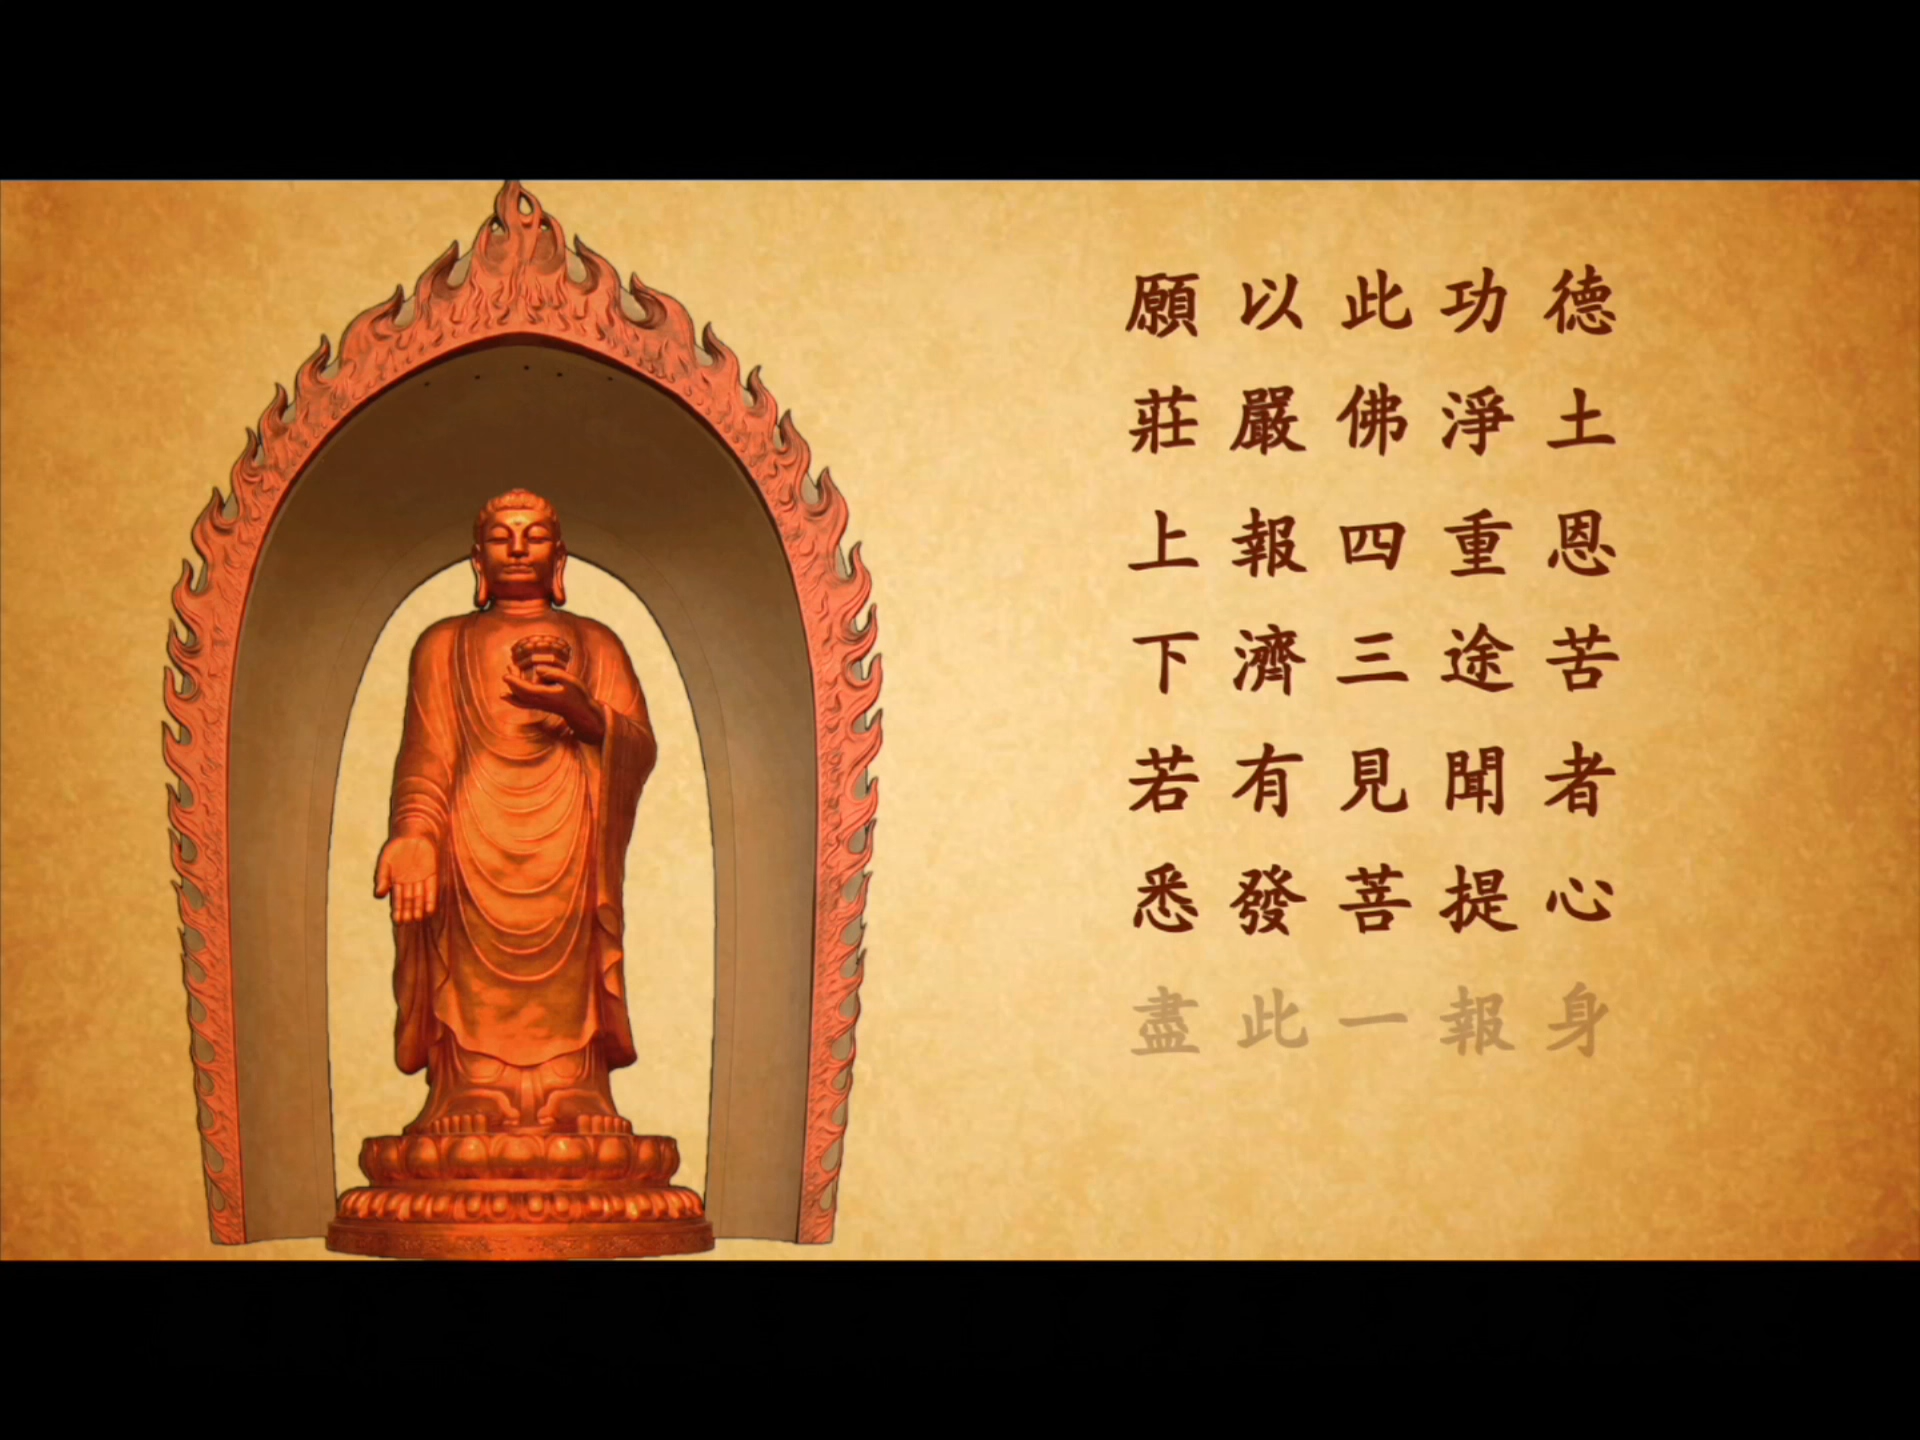 願以此功德
莊嚴佛淨土
上報四重恩
下濟三途苦
若有見聞者
悉發菩提心
盡此一報身